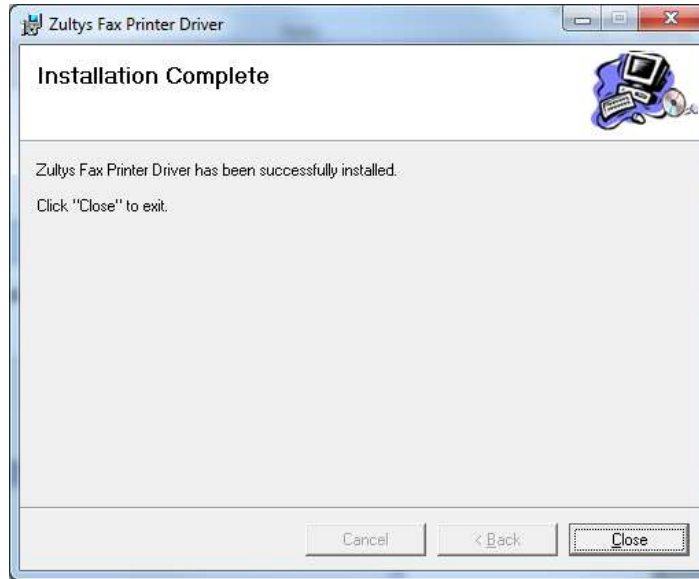 Zultys Fax Printer Driver
Installation Complete
Zultys Fax Printer Driver has been successfully installed.
Click "Close" to exit.
Cancel
< Back
Close